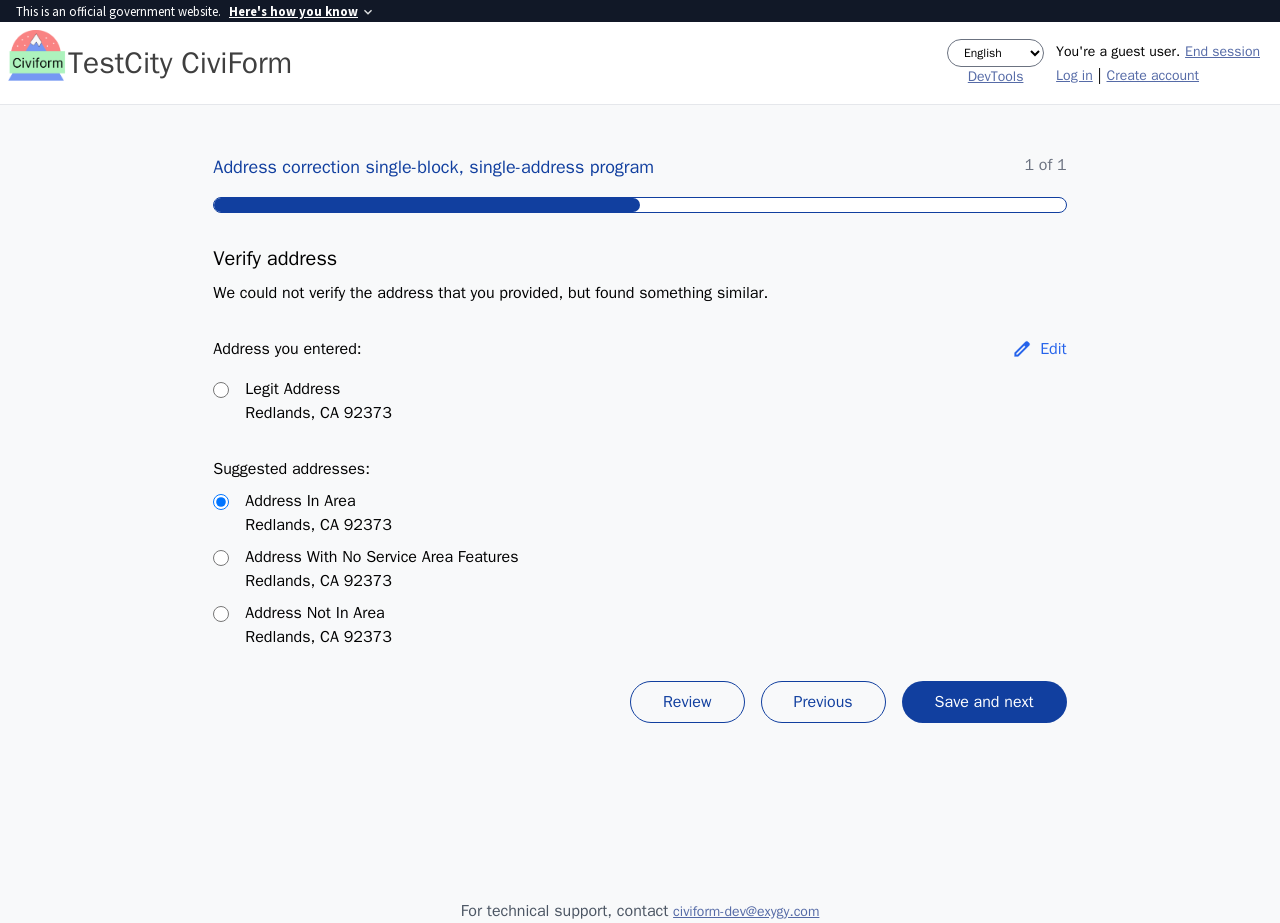 This is an official government website. Here's how you know
Civiform
TestCity CiviForm
English
DevTools
You're a guest user. End session
Log in | Create account
Address correction single-block, single-address program
1 of 1
Verify address
We could not verify the address that you provided, but found something similar.
Address you entered:
Edit
Legit Address
Redlands, CA 92373
Suggested addresses:
Address In Area
Redlands, CA 92373
Address With No Service Area Features
Redlands, CA 92373
Address Not In Area
Redlands, CA 92373
Review
Previous
Save and next
For technical support, contact civiform-dev@exygy.com